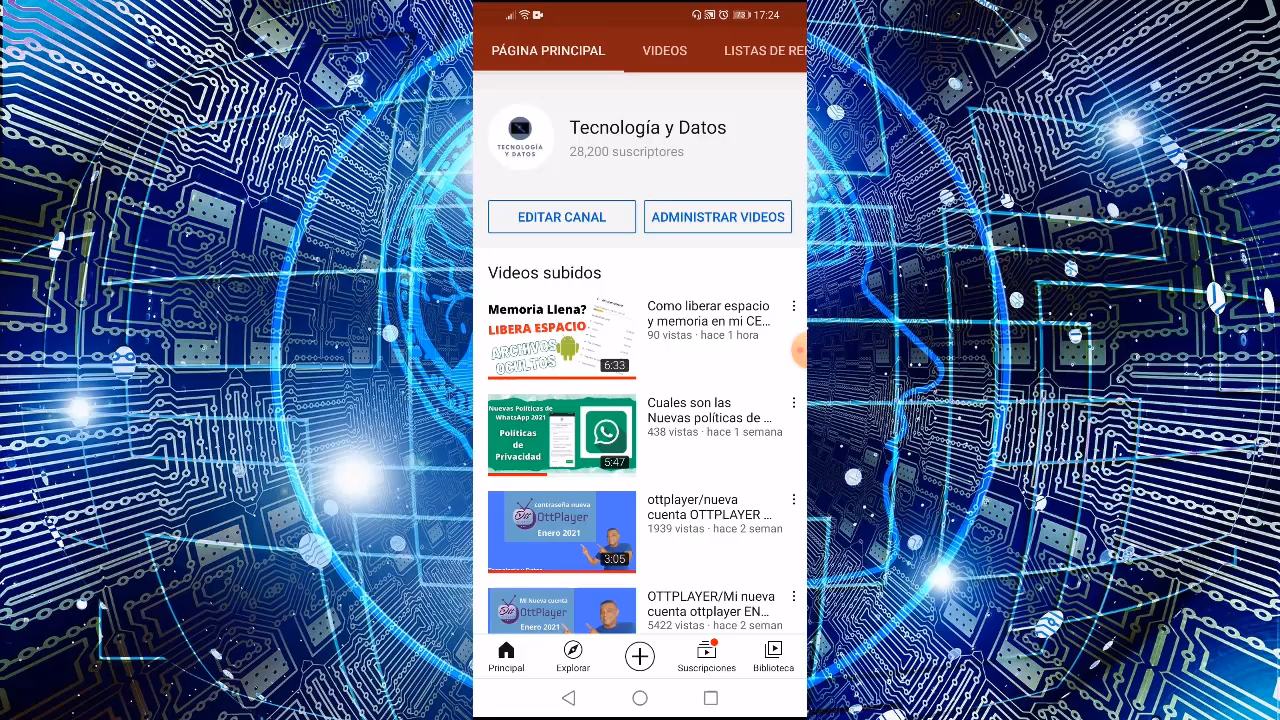 73 17:24
PÁGINA PRINCIPAL VIDEOS LISTAS DE RE
TECNOLOGÍA
Y DATOS
Tecnología y Datos
28,200 suscriptores
EDITAR CANAL ADMINISTRAR VIDEOS
Videos subidos
Memoria Llena?
LIBERA ESPACIO
ARCHIVOS
OCULTOS
6:33
Como liberar espacio
y memoria en mi CE...
90 vistas · hace 1 hora
Nuevas Políticas de
WhatsApp 2021
Políticas
de
Privacidad
5:47
Cuales son las
Nuevas políticas de ...
438 vistas · hace 1 semana
contraseña nueva
OttPlayer
Enero 2021
3:05
Tecnología y Datos
ottplayer/nueva
cuenta OTTPLAYER ...
1939 vistas · hace 2 seman
Mi Nueva cuenta
OttPlayer
Enero 2021
OTTPLAYER/Mi nueva
cuenta ottplayer EN...
5422 vistas · hace 2 seman
Principal Explorar Suscripciones Biblioteca